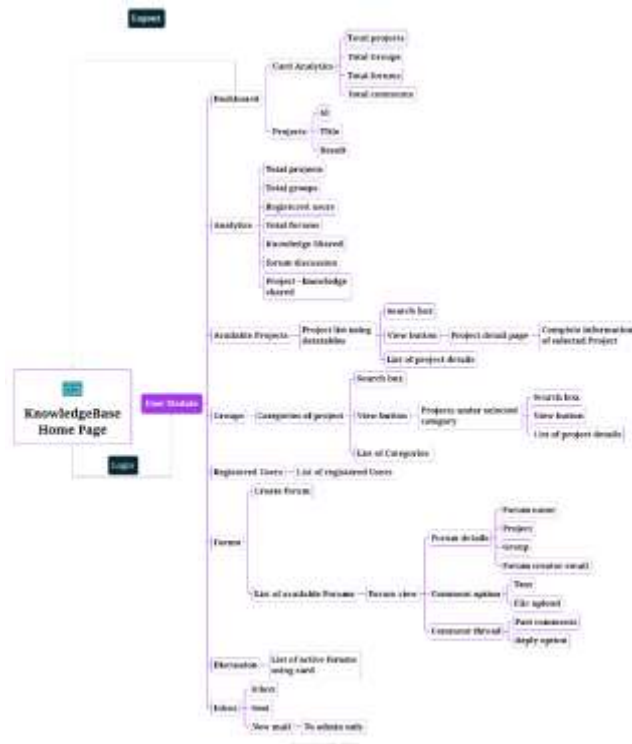 Logout
Total projects
Card Analytics
Total Groups
Total forums
Total comments
Dashboard
Id
Projects
Title
Result
Total projects
Total groups
Registered users
Analytics
Total forums
Knowledge Shared
forum discussion
Project - knowledge
shared
Search box
Available Projects
Project list using
datatables
View button
Project detail page
Complete information
of selected Project
List of project details
KnowledgeBase
Home Page
User Module
Login
Search box
Groups
Categories of project
View button
Projects under selected
category
Search box
View button
List of project details
List of Categories
Registered Users
List of registered Users
Create Forum
Forum name
Forum details
Project
Group
Forum creator email
List of available Forums
Forum view
Comment option
Text
File upload
Comment thread
Past comments
Reply option
Discussion
List of active forums
using card
Inbox
Inbox
Sent
New mail
To admin only